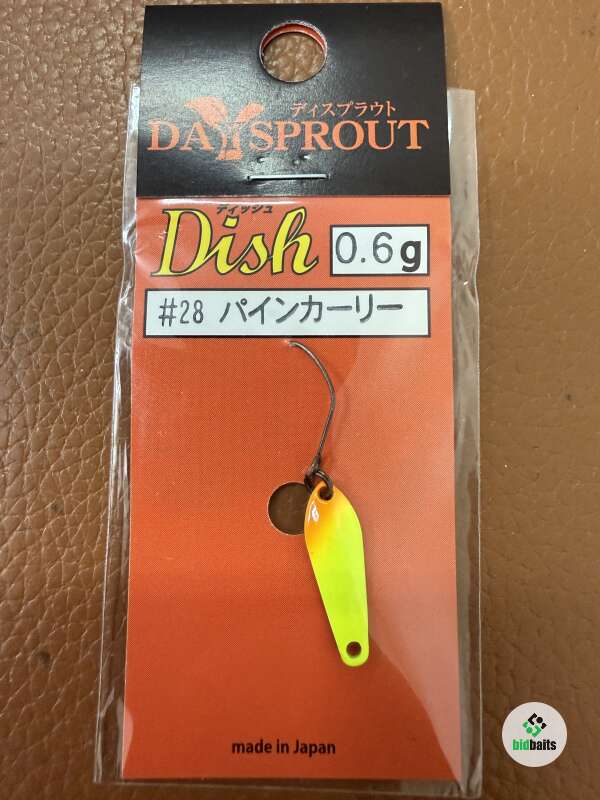 ディスプラウト
DAYSPROUT
ディッシュ
Dish 0.6g
#28 パインカーリー
made in Japan
bidbaits